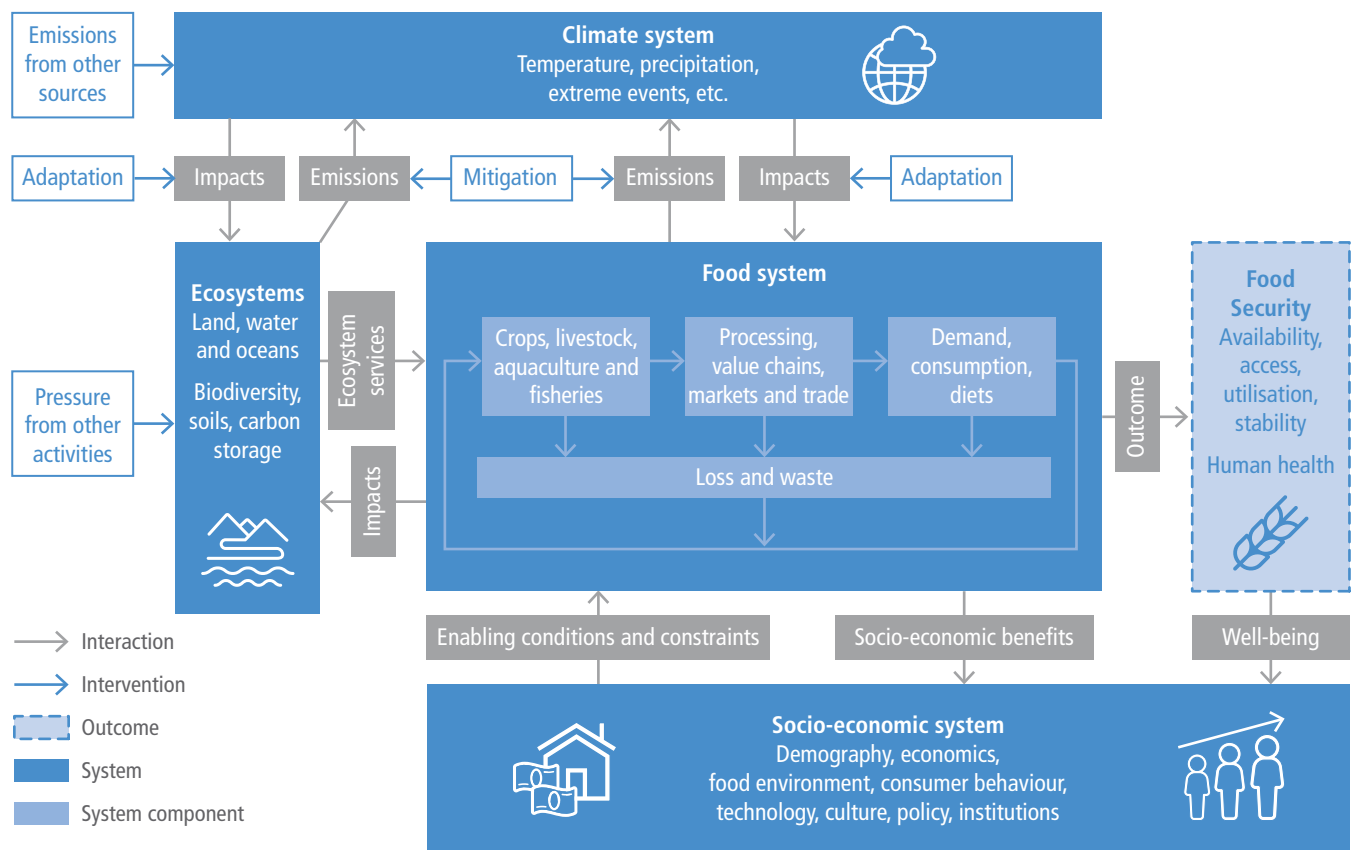 Emissions
from other
sources
Climate system
Temperature, precipitation,
extreme events, etc.
Adaptation
Impacts
Emissions
Mitigation
Emissions
Impacts
Adaptation
Pressure
from other
activities
Ecosystems
Land, water
and oceans
Biodiversity,
soils, carbon
storage
Ecosystem
services
Impacts
Food system
Crops, livestock,
aquaculture and
fisheries
Processing,
value chains,
markets and trade
Demand,
consumption,
diets
Loss and waste
Outcome
Food
Security
Availability,
access,
utilisation,
stability
Human health
Enabling conditions and constraints
Socio-economic benefits
Well-being
Socio-economic system
Demography, economics,
food environment, consumer behaviour,
technology, culture, policy, institutions
Interaction
Intervention
Outcome
System
System component